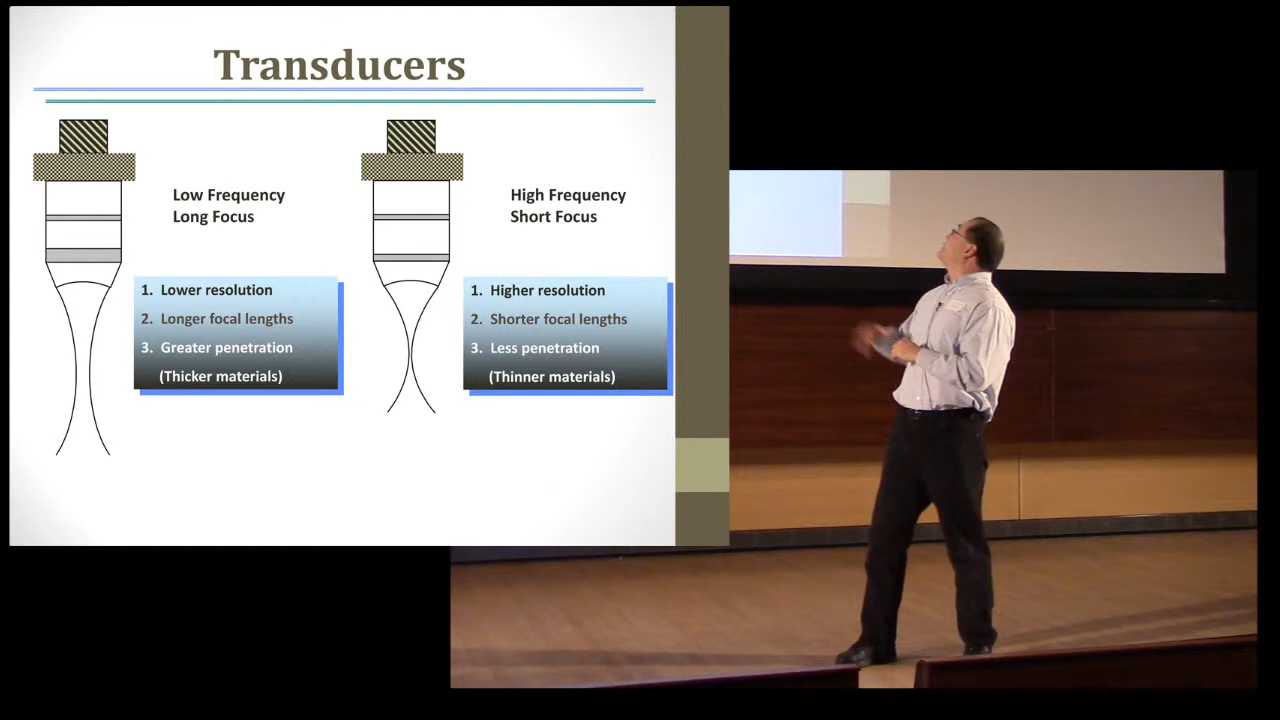 Transducers
Low Frequency
Long Focus
1. Lower resolution
2. Longer focal lengths
3. Greater penetration
(Thicker materials)
High Frequency
Short Focus
1. Higher resolution
2. Shorter focal lengths
3. Less penetration
(Thinner materials)